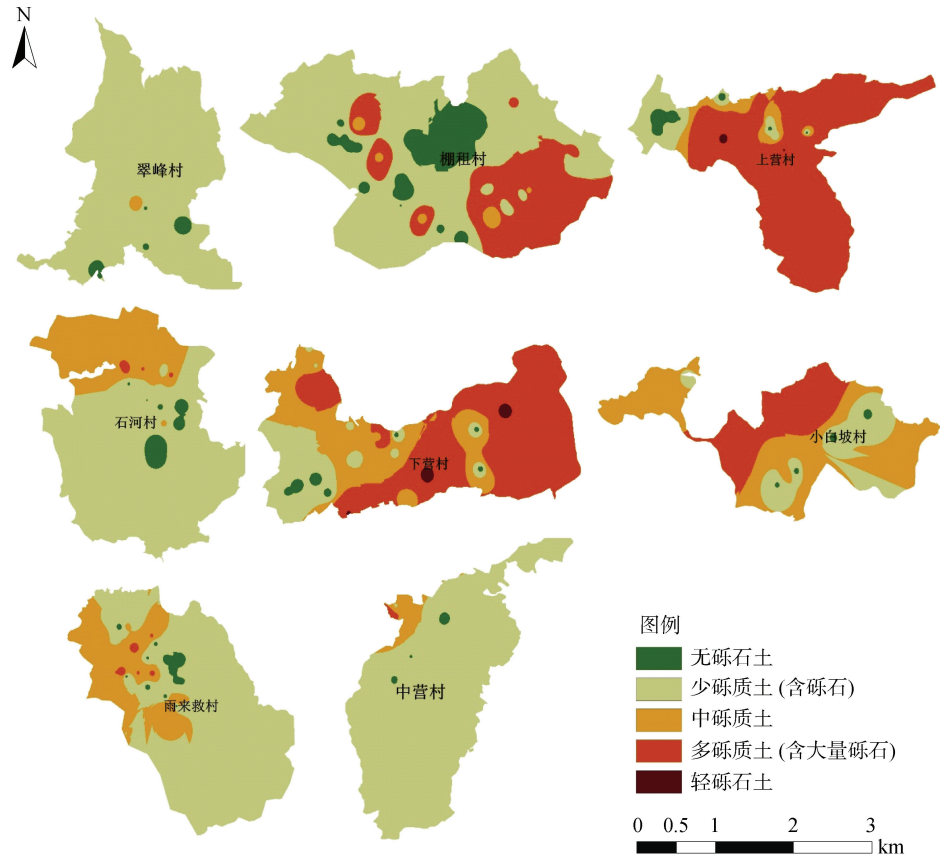 N
翠峰村
棚租村
上营村
石河村
下营村
小白坡村
雨来救村
中营村
图例
无砾石土
少砾质土 (含砾石)
中砾质土
多砾质土 (含大量砾石)
轻砾石土
0 0.5 1 2 3
km